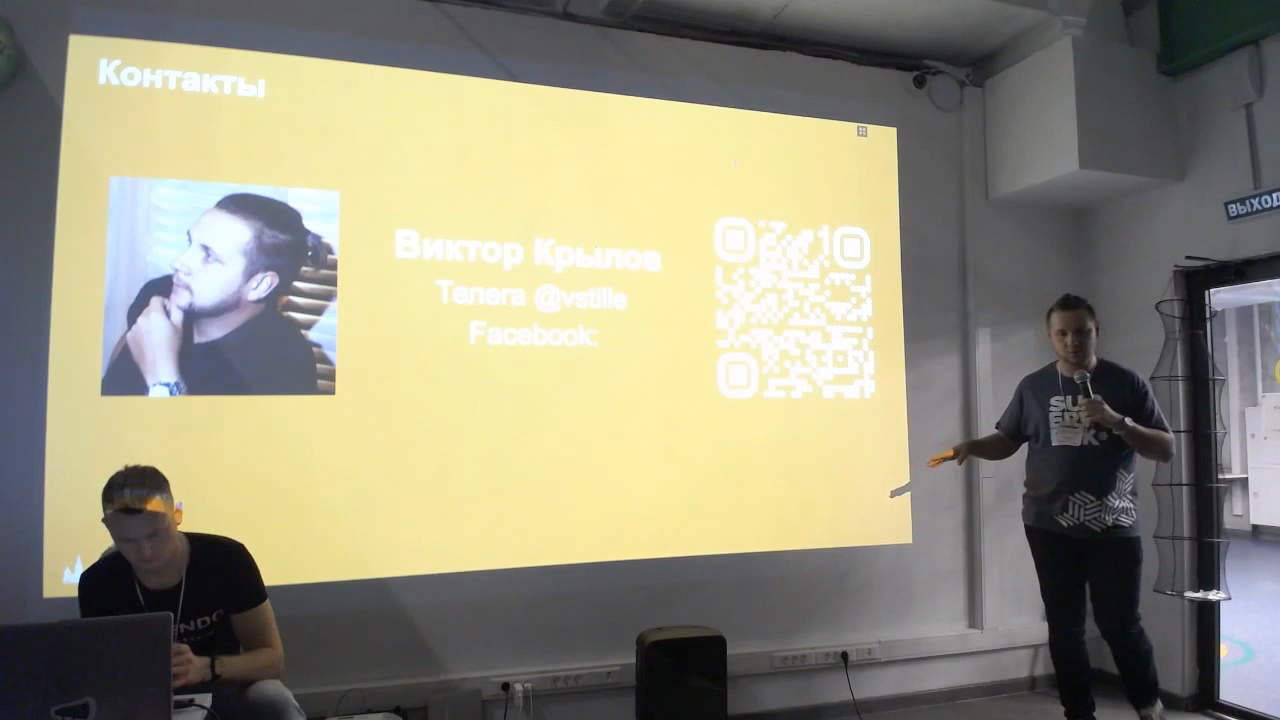 Контакты
Виктор Крылов
Телега @vstille
Facebook:
ВЫХОД